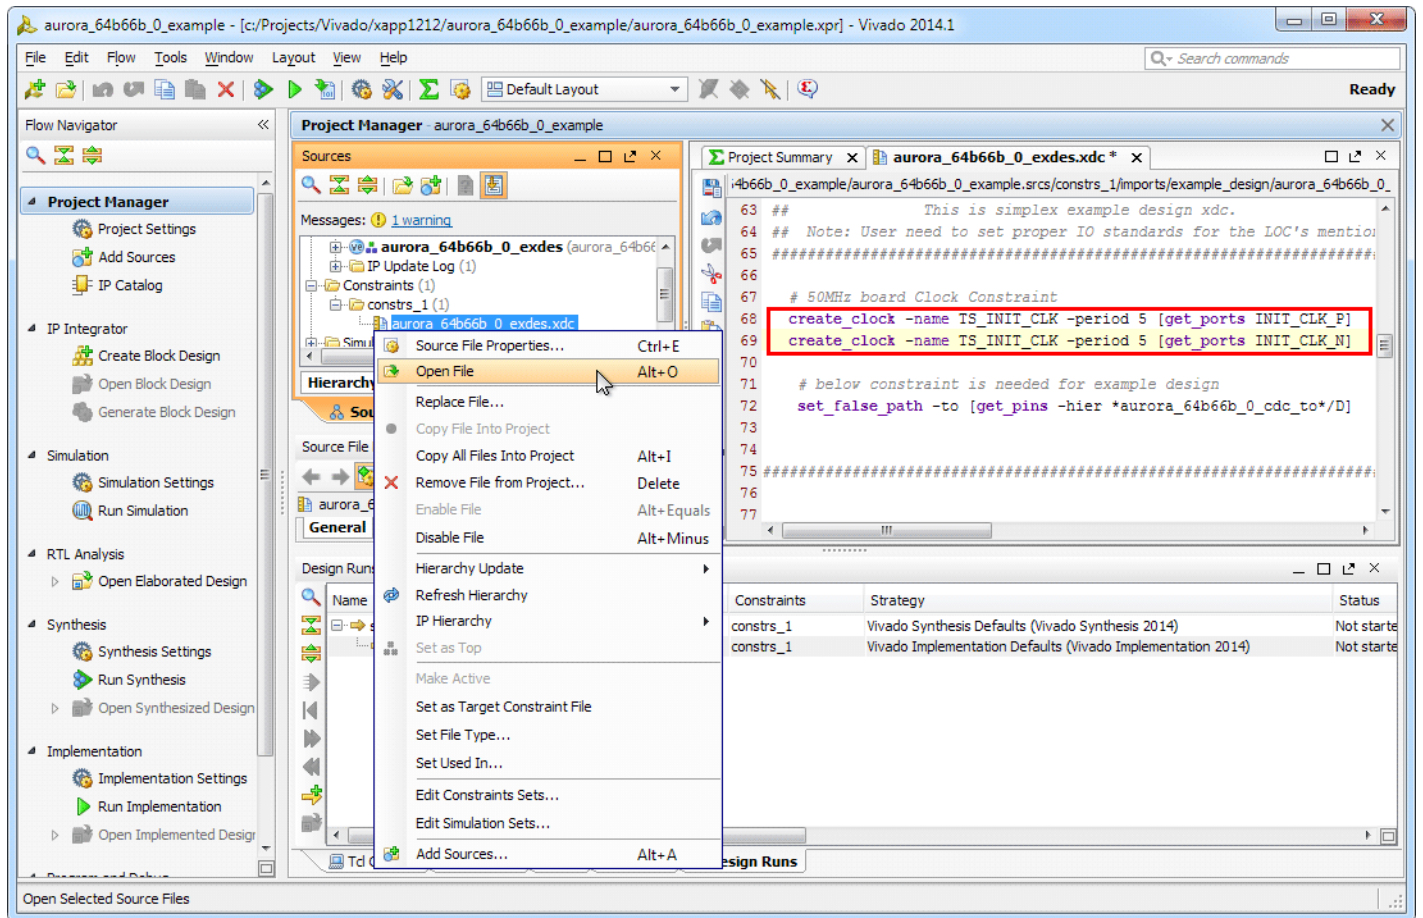 aurora_64b66b_0_example - [c:/Projects/Vivado/xapp1212/aurora_64b66b_0_example/aurora_64b66b_0_example.xpr] - Vivado 2014.1
File Edit Flow Tools Window Layout View Help
Search commands
Default Layout
Ready
Flow Navigator
Project Manager
Project Settings
Add Sources
IP Catalog
IP Integrator
Create Block Design
Open Block Design
Generate Block Design
Simulation
Simulation Settings
Run Simulation
RTL Analysis
Open Elaborated Design
Synthesis
Synthesis Settings
Run Synthesis
Open Synthesized Design
Implementation
Implementation Settings
Run Implementation
Open Implemented Desigr
Project Manager - aurora_64b66b_0_example
Sources
Messages: 1 warning
aurora_64b66b_0_exdes (aurora_64b66
IP Update Log (1)
Constraints (1)
constrs_1 (1)
aurora_64b66b_0_exdes.xdc
Simul
Hierarchy
Sou
Source File
aurora_6
General
Source File Properties... Ctrl+E
Open File Alt+O
Replace File...
Copy File Into Project
Copy All Files Into Project Alt+I
Remove File from Project... Delete
Enable File Alt+Equals
Disable File Alt+Minus
Hierarchy Update
Refresh Hierarchy
IP Hierarchy
Set as Top
Make Active
Set as Target Constraint File
Set File Type...
Set Used In...
Edit Constraints Sets...
Edit Simulation Sets...
Add Sources... Alt+A
Project Summary aurora_64b66b_0_exdes.xdc *
i4b66b_0_example/aurora_64b66b_0_example.srcs/constrs_1/imports/example_design/aurora_64b66b_0_
63 ## This is simplex example design xdc.
64 ## Note: User need to set proper IO standards for the LOC's mentio
65 ######################################################################
66
67 # 50MHz board Clock Constraint
68 create_clock -name TS_INIT_CLK -period 5 [get_ports INIT_CLK_P]
69 create_clock -name TS_INIT_CLK -period 5 [get_ports INIT_CLK_N]
70
71 # below constraint is needed for example design
72 set_false_path -to [get_pins -hier *aurora_64b66b_0_cdc_to*/D]
73
74
75 ######################################################################
76
77
Design Run
Name Constraints Strategy Status
s constrs_1 Vivado Synthesis Defaults (Vivado Synthesis 2014) Not starte
constrs_1 Vivado Implementation Defaults (Vivado Implementation 2014) Not starte
Tcl C
esign Runs
Open Selected Source Files